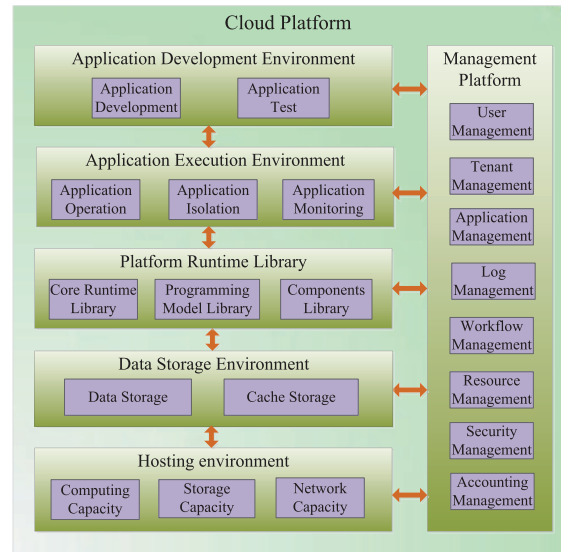 Cloud Platform
Application Development Environment
Application
Development
Application
Test
Application Execution Environment
Application
Operation
Application
Isolation
Application
Monitoring
Platform Runtime Library
Core Runtime
Library
Programming
Model Library
Components
Library
Data Storage Environment
Data Storage
Cache Storage
Hosting environment
Computing
Capacity
Storage
Capacity
Network
Capacity
Management
Platform
User
Management
Tenant
Management
Application
Management
Log
Management
Workflow
Management
Resource
Management
Security
Management
Accounting
Management